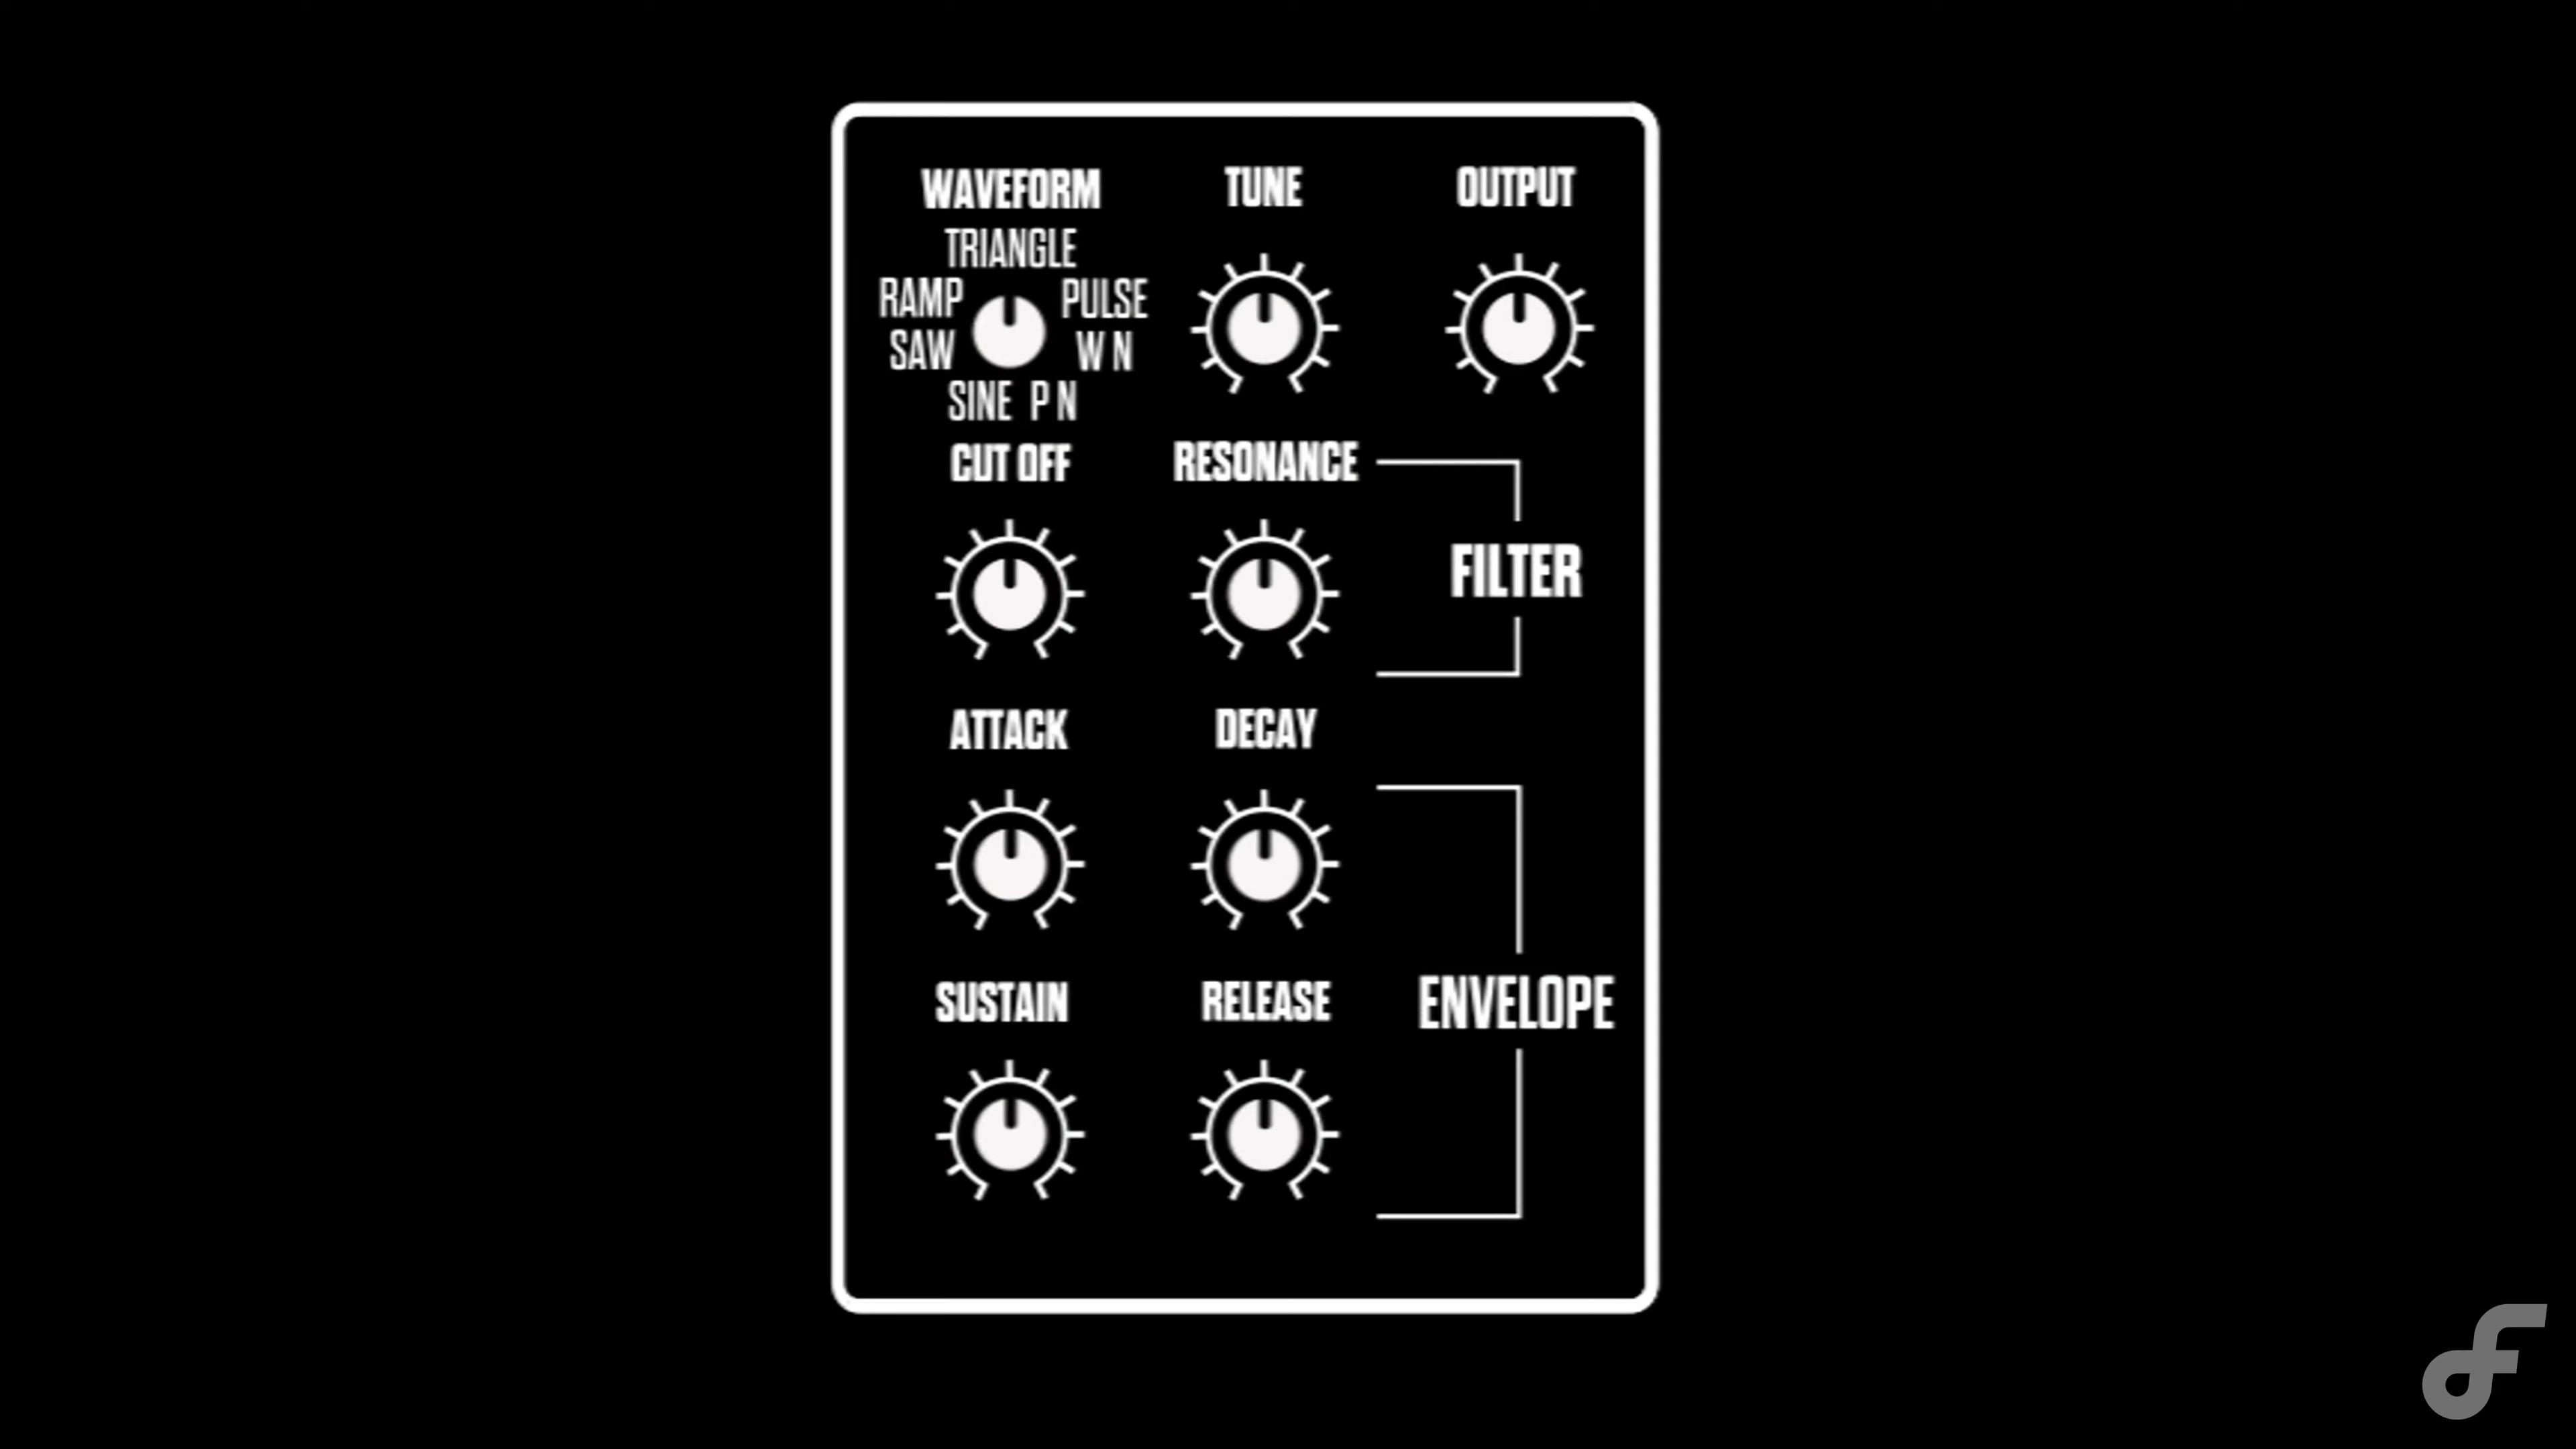 WAVEFORM TUNE OUTPUT
TRIANGLE
RAMP PULSE
SAW W N
SINE P N
CUT OFF RESONANCE
FILTER
ATTACK DECAY
SUSTAIN RELEASE ENVELOPE